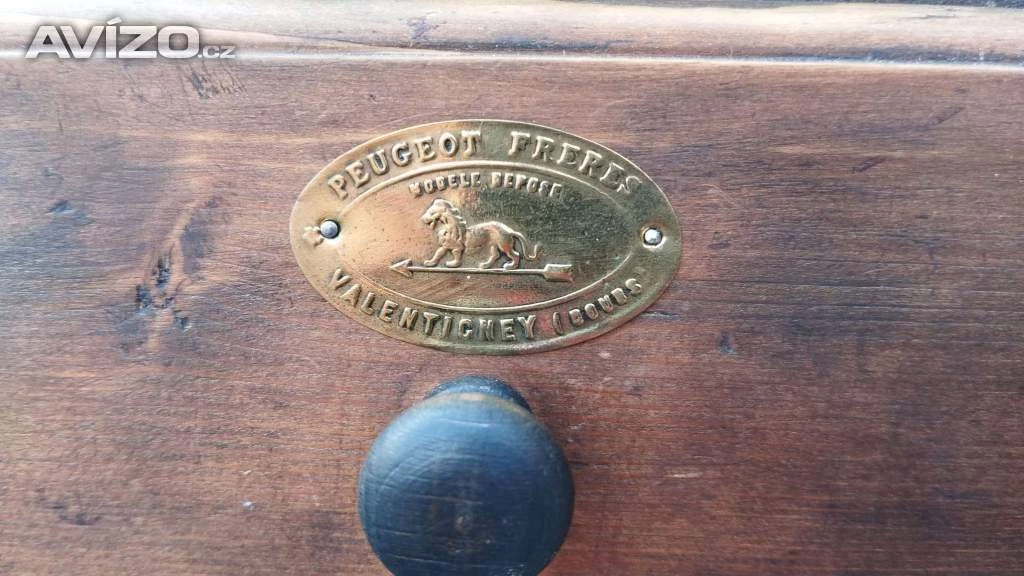 AVÍZO.cz
PEUGEOT FRERES
MODELE DEPOSE
VALENTIGNEY (DOUBS)